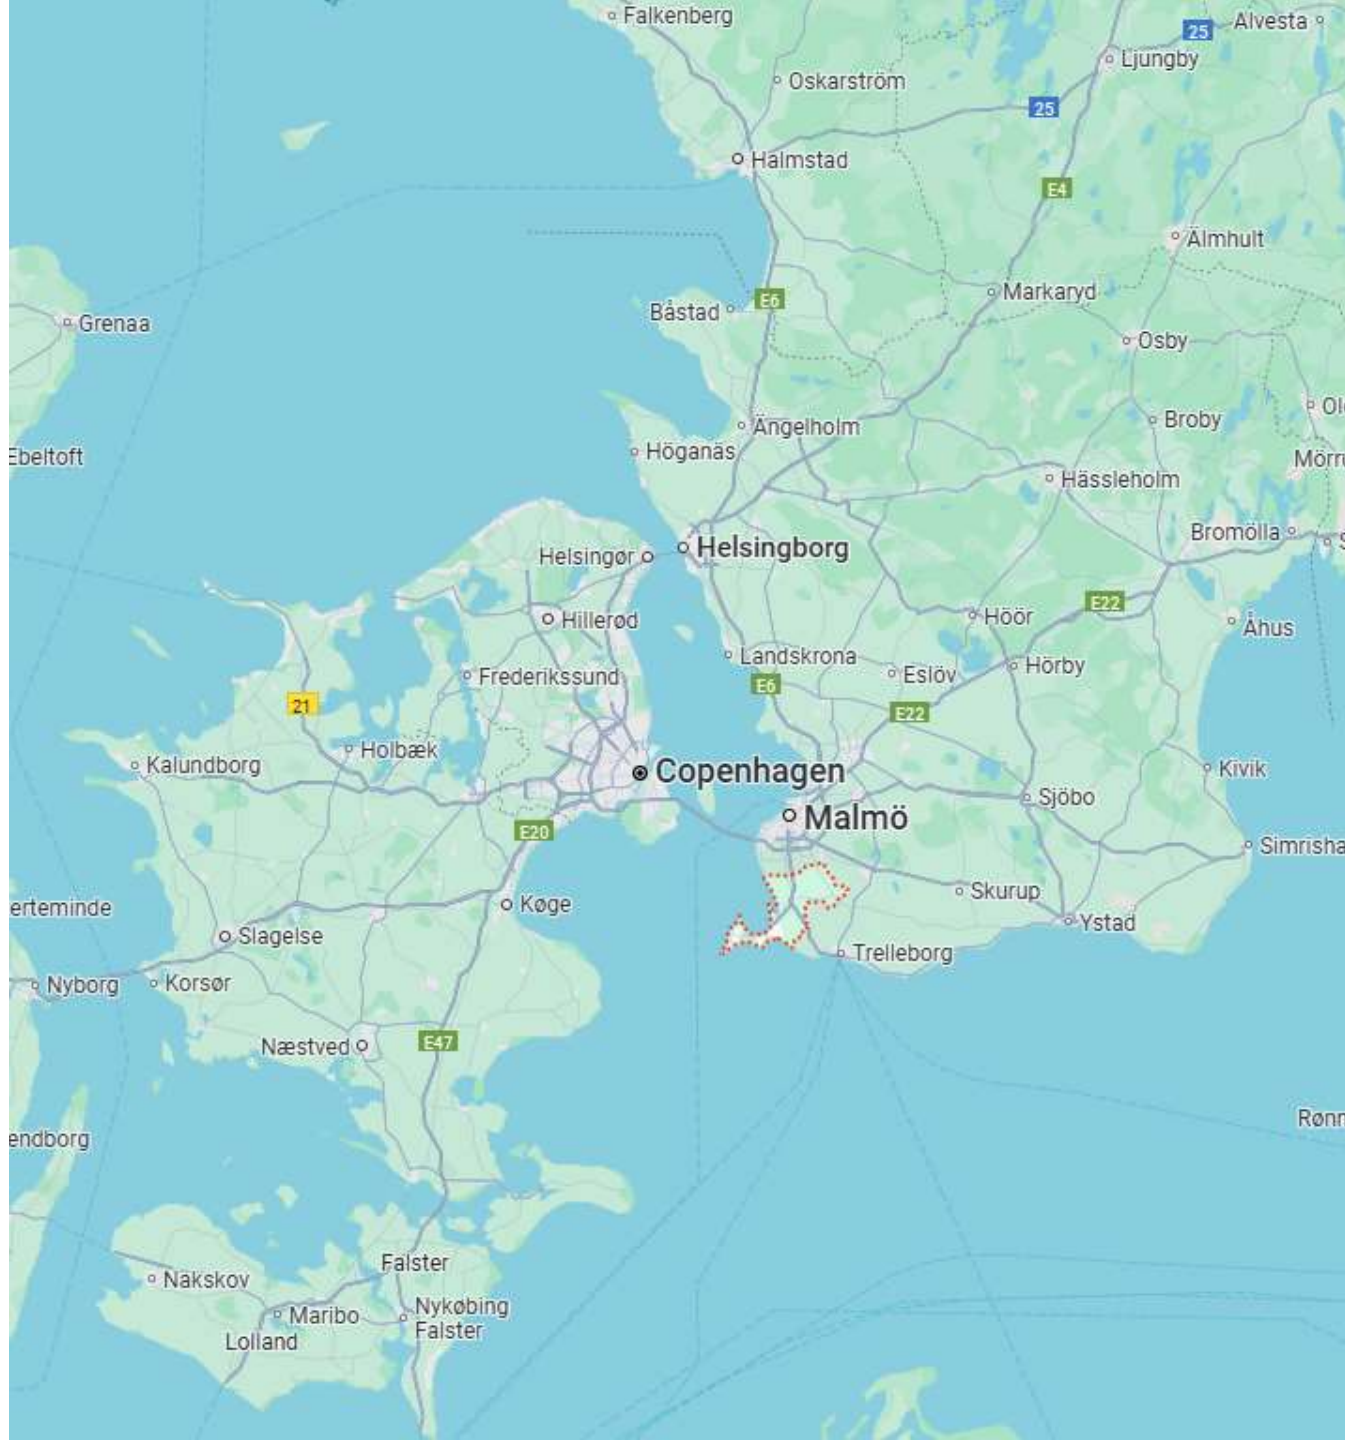 Falkenberg
25
Alvesta
Ljungby
Oskarström
25
Halmstad
E4
Älmhult
Markaryd
E6
Båstad
Grenaa
Osby
Broby
Ängelholm
Höganäs
Ebeltoft
Hässleholm
Bromölla
Helsingør
Helsingborg
E22
Höör
Hillerød
Åhus
Landskrona
Hörby
Eslöv
Frederikssund
E6
21
E22
Holbæk
Kalundborg
Copenhagen
Kivik
Sjöbo
Malmö
E20
Simrisha
Skurup
Køge
erteminde
Ystad
Slagelse
Trelleborg
Nyborg
Korsør
E47
Næstved
Røn
endborg
Falster
Nakskov
Maribo
Nykøbing
Falster
Lolland